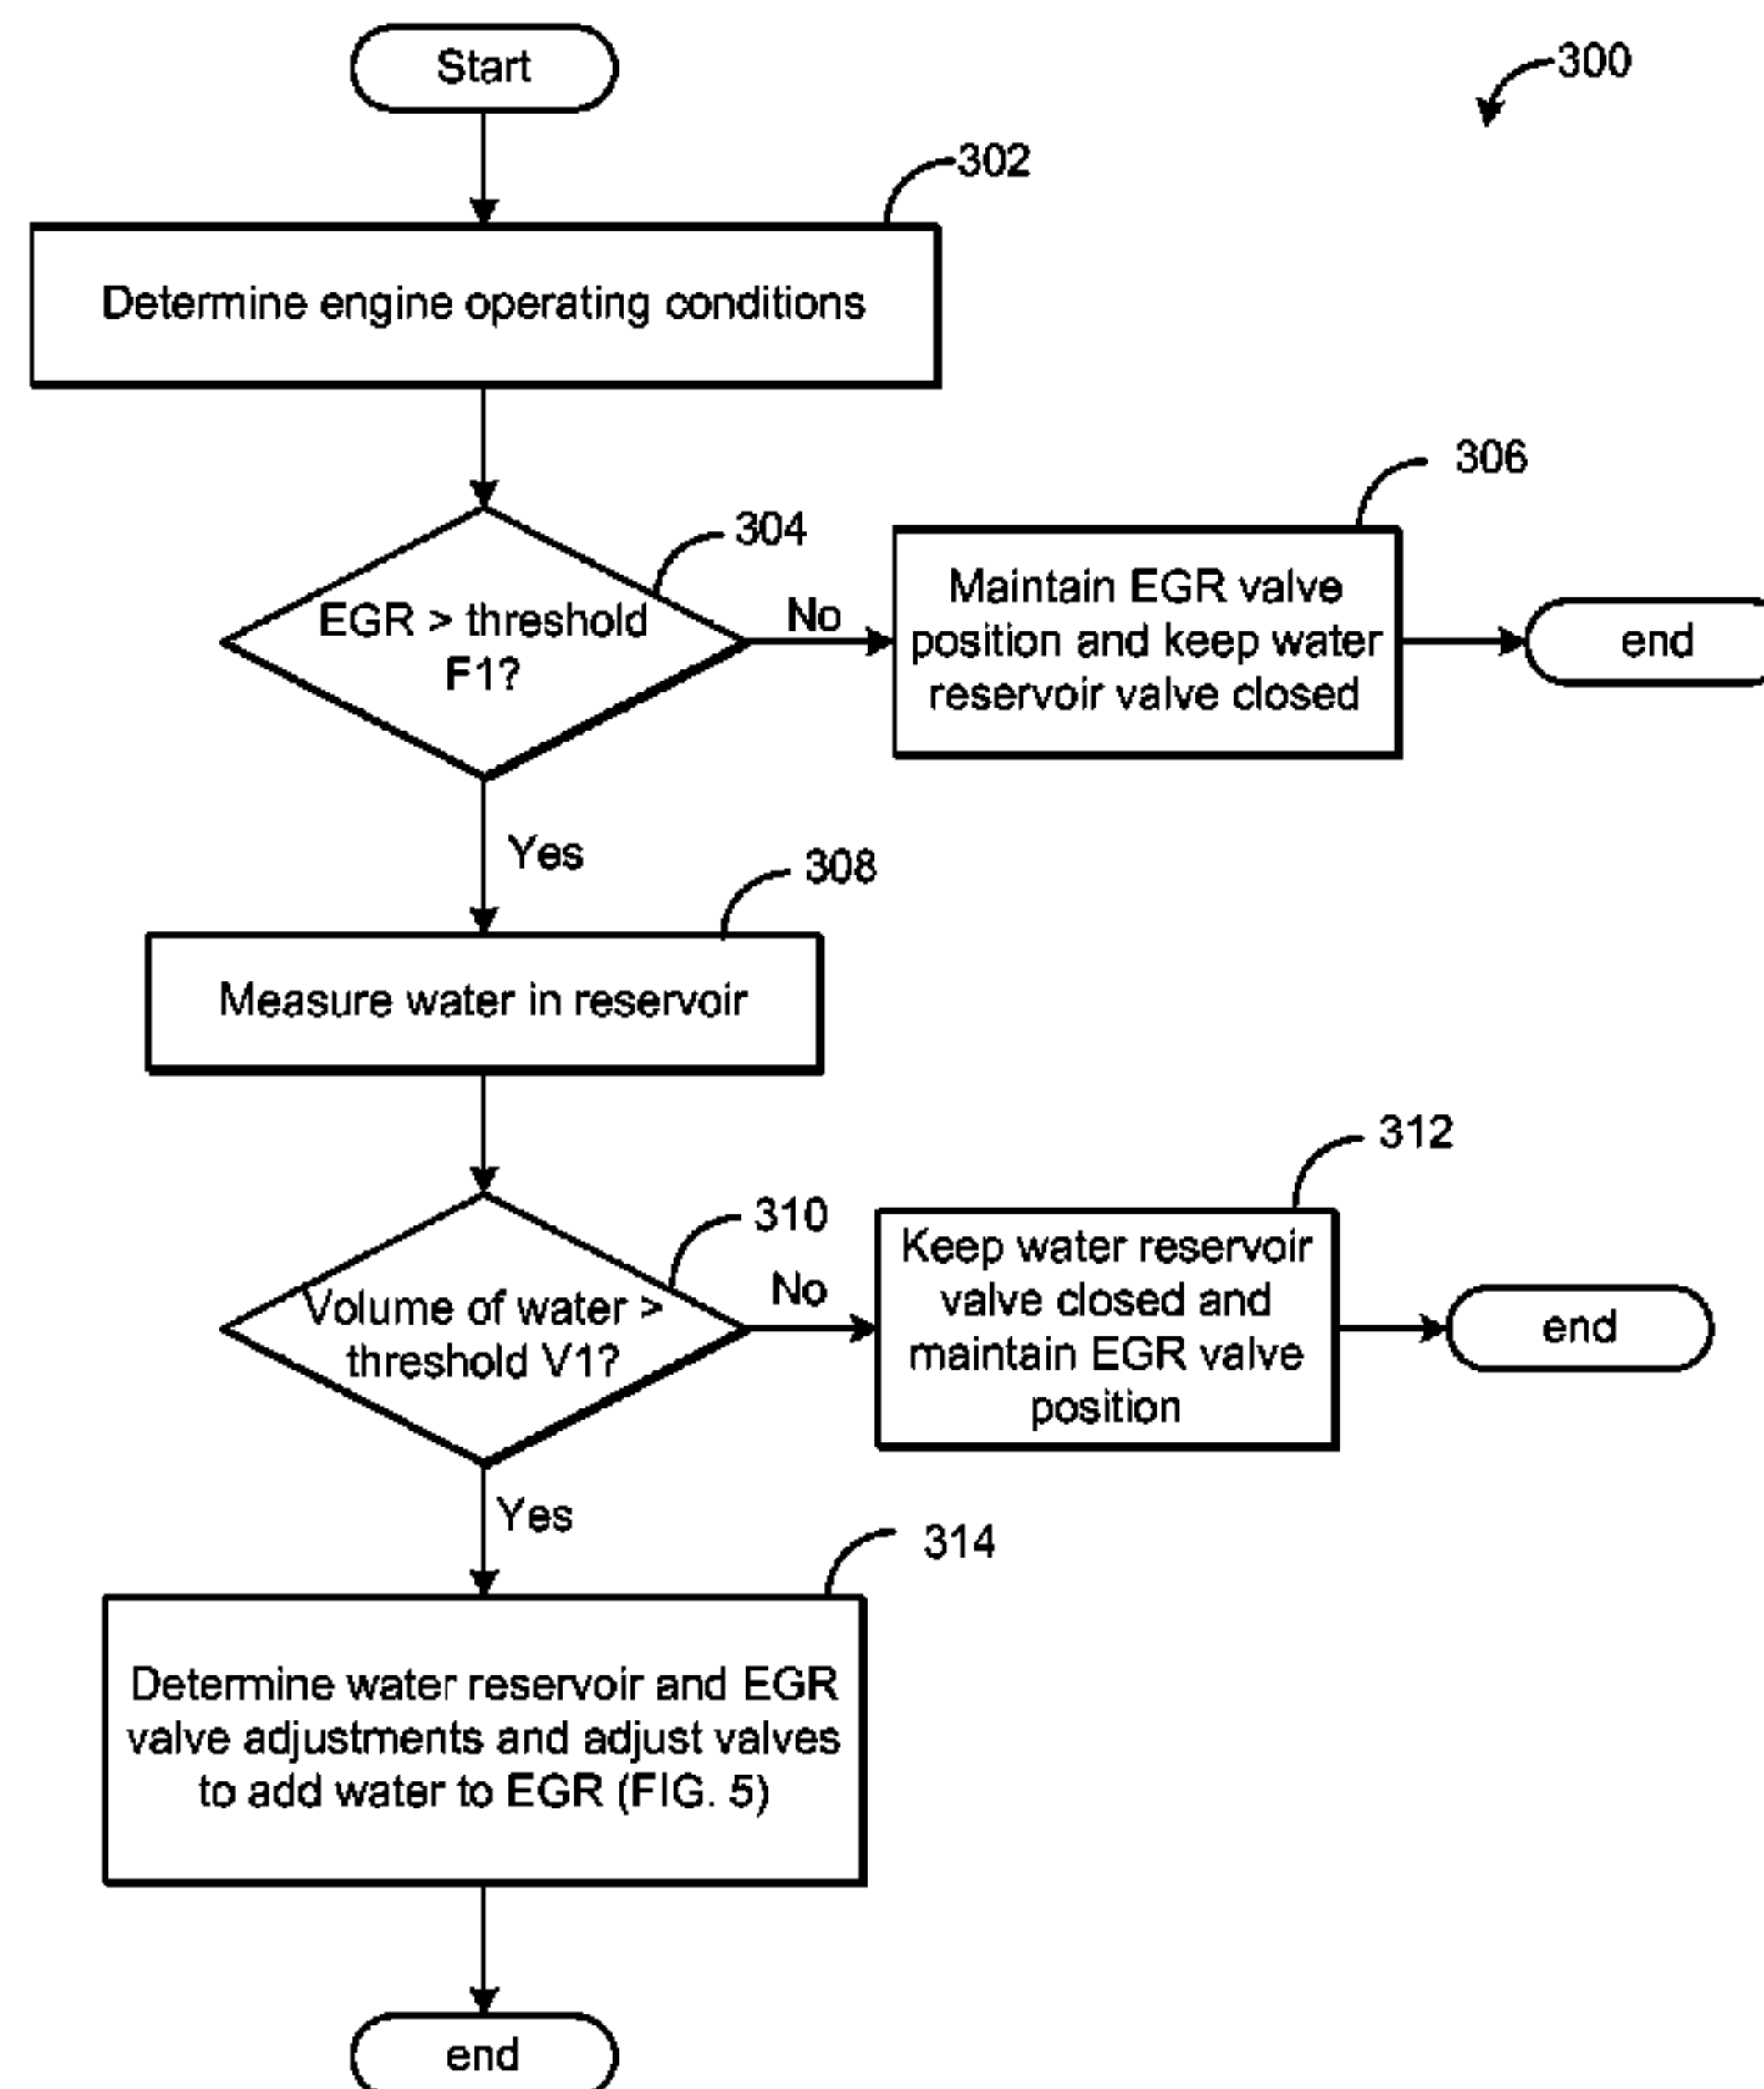 Start
300
302
Determine engine operating conditions
304
306
EGR > threshold
F1?
No
Maintain EGR valve
position and keep water
reservoir valve closed
end
Yes
308
Measure water in reservoir
310
312
Volume of water >
threshold V1?
No
Keep water reservoir
valve closed and
maintain EGR valve
position
end
Yes
314
Determine water reservoir and EGR
valve adjustments and adjust valves
to add water to EGR (FIG. 5)
end